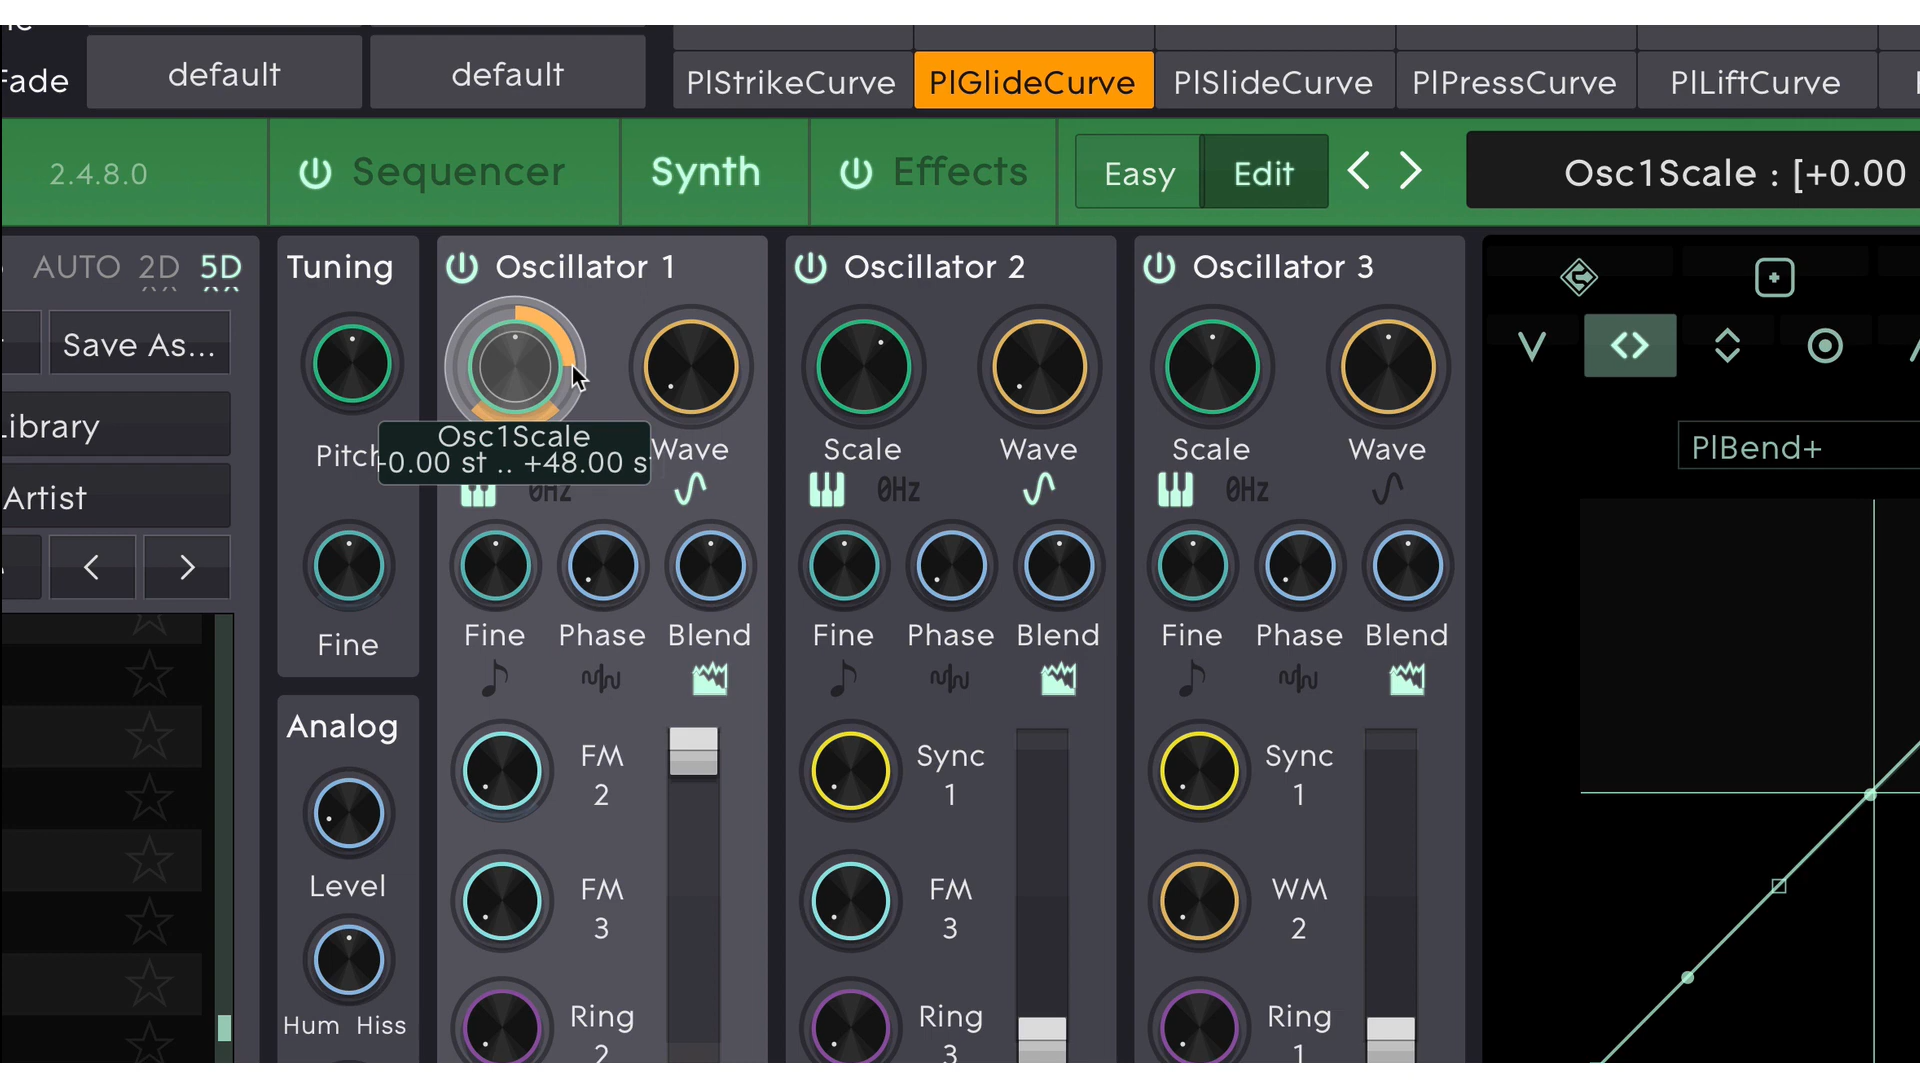 Fade
default
default
PlStrikeCurve
PlGlideCurve
PlSlideCurve
PlPressCurve
PlLiftCurve
2.4.8.0
Sequencer
Synth
Effects
Easy
Edit
Osc1Scale : [+0.00
AUTO 2D 5D
Tuning
Oscillator 1
Oscillator 2
Oscillator 3
Save As...
Library
Artist
Pitch
Osc1Scale
0.00 st .. +48.00 s
Wave
Scale
Wave
Scale
Wave
PlBend+
0Hz
0Hz
0Hz
Fine
Fine Phase Blend
Fine Phase Blend
Fine Phase Blend
Analog
Level
Hum Hiss
FM
2
Sync
1
Sync
1
FM
3
FM
3
WM
2
Ring
2
Ring
3
Ring
1